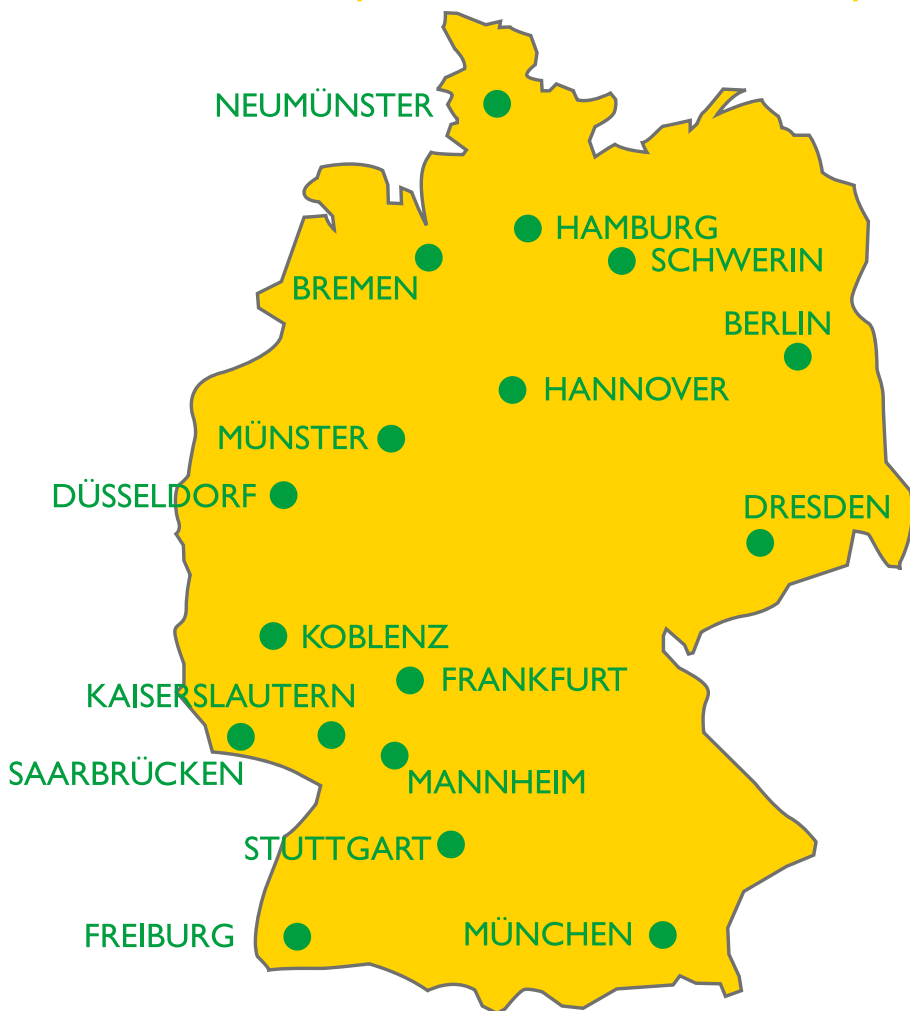 NEUMÜNSTER
HAMBURG
SCHWERIN
BREMEN
BERLIN
HANNOVER
MÜNSTER
DÜSSELDORF
DRESDEN
KOBLENZ
FRANKFURT
KAISERSLAUTERN
SAARBRÜCKEN
MANNHEIM
STUTTGART
FREIBURG
MÜNCHEN